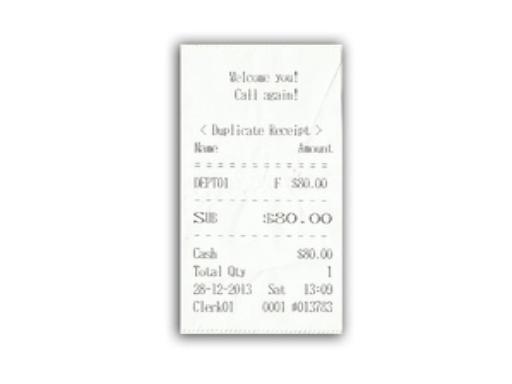 Welcome you!
Call again!
< Duplicate Receipt >
Name Amount
DEPT01 F $80.00
SUB $80.00
Cash $80.00
Total Qty 1
28-12-2013 Sat 13:09
Clerk01 0001 #013783